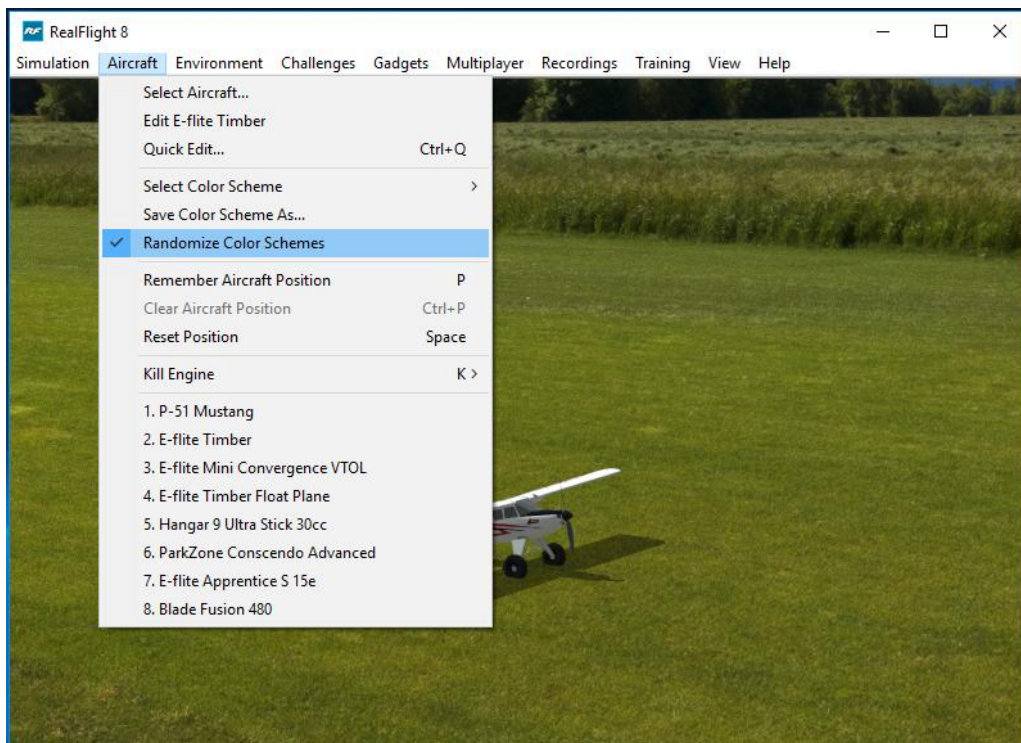 RF RealFlight 8
Simulation Aircraft Environment Challenges Gadgets Multiplayer Recordings Training View Help
Select Aircraft...
Edit E-flite Timber
Quick Edit... Ctrl+Q
Select Color Scheme
Save Color Scheme As...
Randomize Color Schemes
Remember Aircraft Position P
Clear Aircraft Position Ctrl+P
Reset Position Space
Kill Engine K
1. P-51 Mustang
2. E-flite Timber
3. E-flite Mini Convergence VTOL
4. E-flite Timber Float Plane
5. Hangar 9 Ultra Stick 30cc
6. ParkZone Conscendo Advanced
7. E-flite Apprentice S 15e
8. Blade Fusion 480